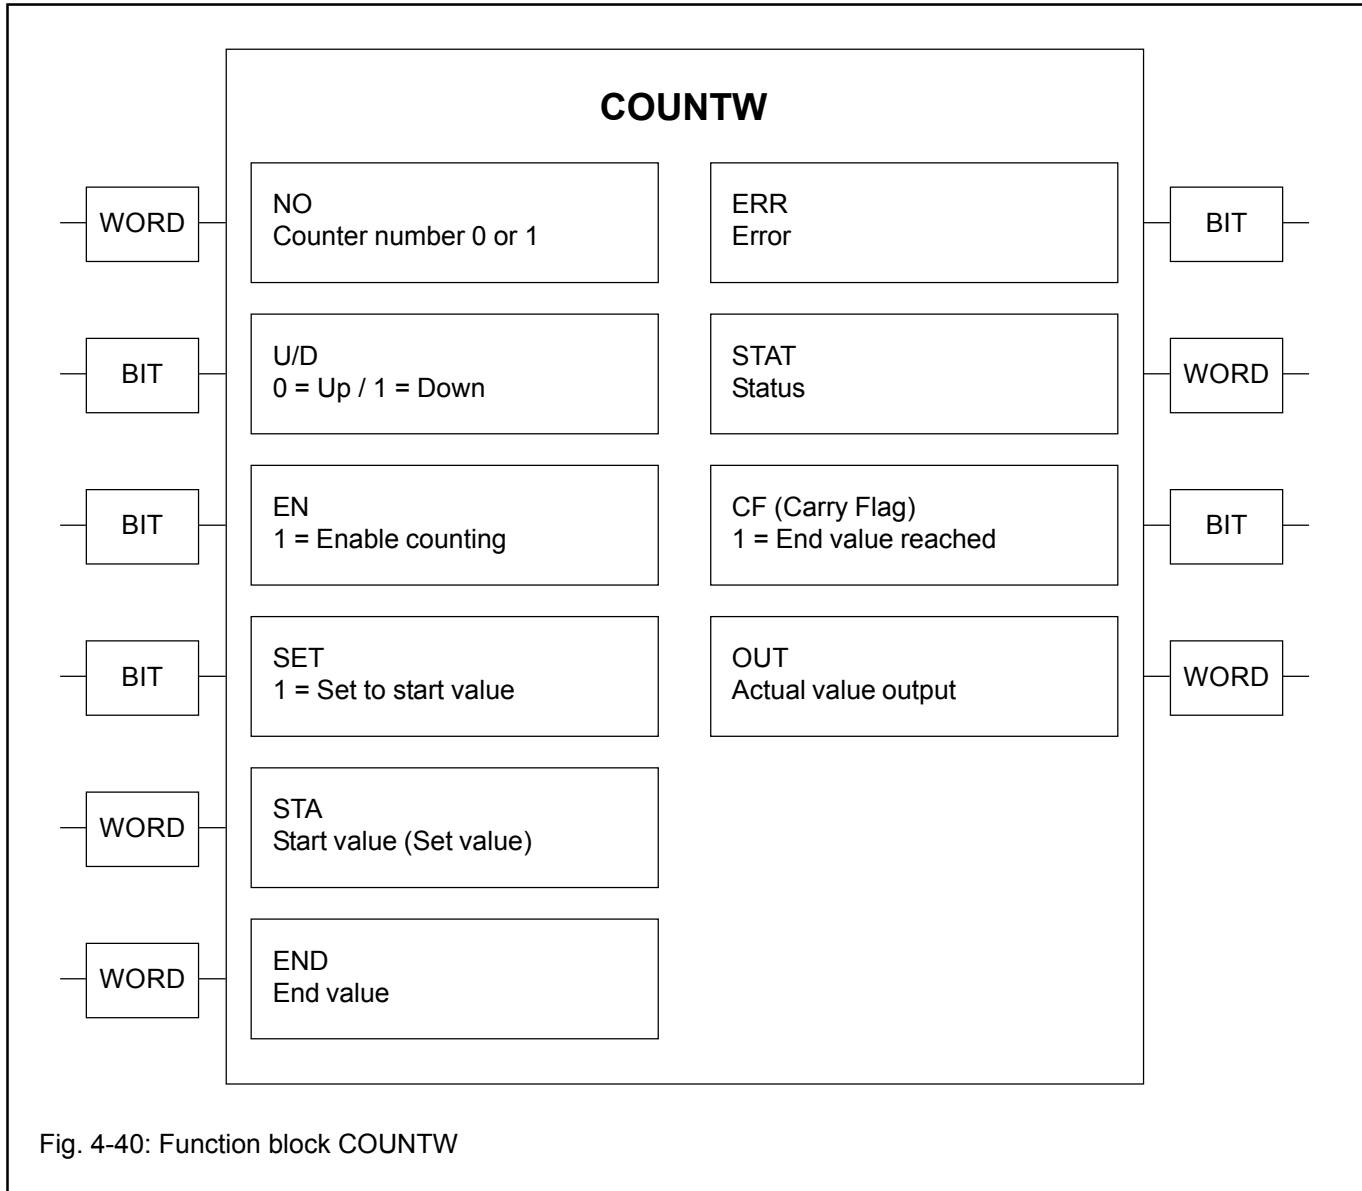 COUNTW
WORD
NO
Counter number 0 or 1
ERR
Error
BIT
BIT
U/D
0 = Up / 1 = Down
STAT
Status
WORD
BIT
EN
1 = Enable counting
CF (Carry Flag)
1 = End value reached
BIT
BIT
SET
1 = Set to start value
OUT
Actual value output
WORD
WORD
STA
Start value (Set value)
WORD
END
End value
Fig. 4-40: Function block COUNTW